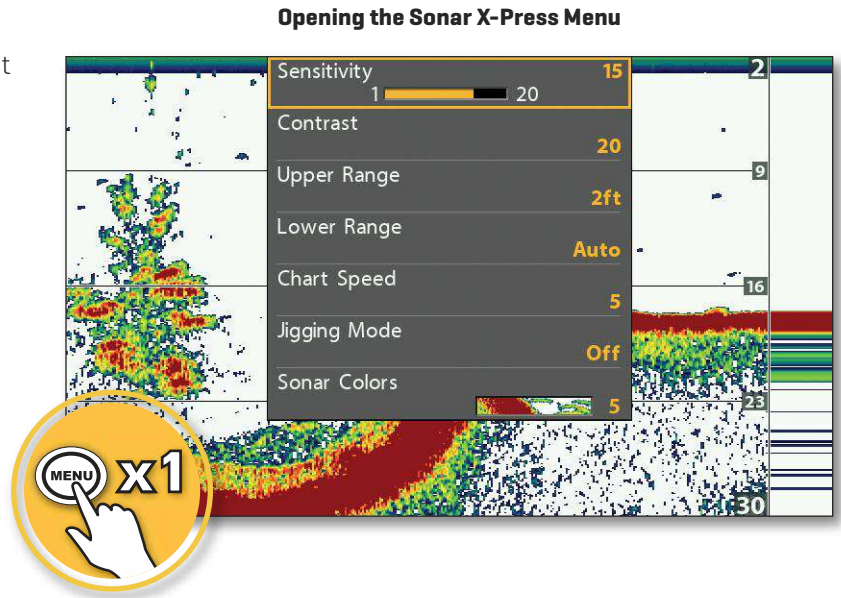 Opening the Sonar X-Press Menu
t
Sensitivity 15
1 20
Contrast
20
Upper Range
2ft
Lower Range
Auto
Chart Speed
5
Jigging Mode
Off
Sonar Colors
5
2
9
16
23
30
MENU x1